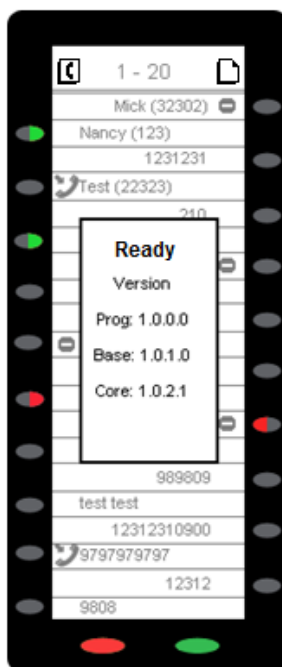 1 - 20
Mick (32302)
Nancy (123)
1231231
Test (22323)
210
Ready
Version
Prog: 1.0.0.0
Base: 1.0.1.0
Core: 1.0.2.1
989809
test test
12312310900
9797979797
12312
9808